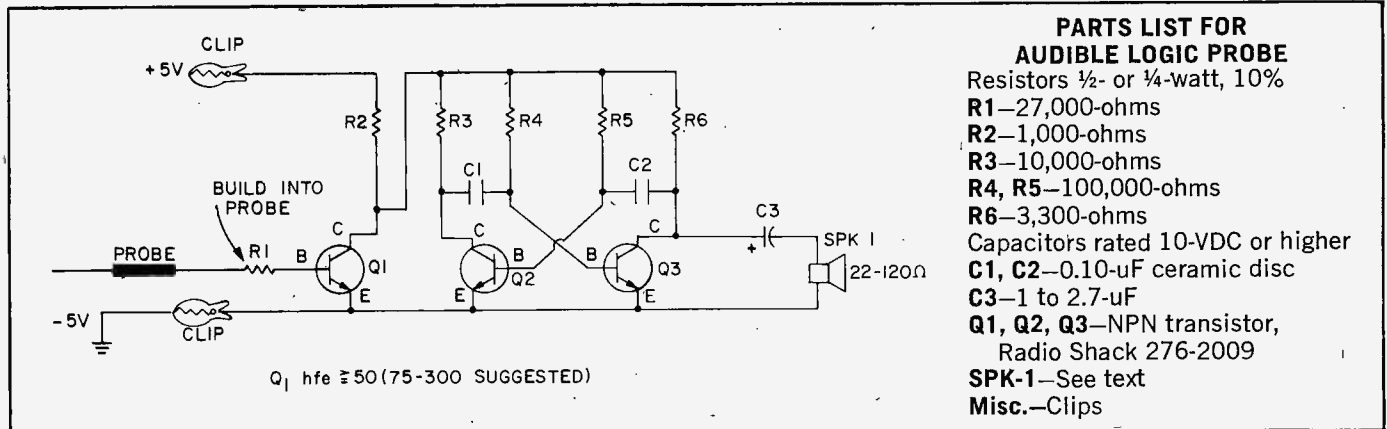 CLIP
+5V
R2
R3
R4
R5
R6
C1
C2
C3
+
BUILD INTO
PROBE
PROBE
R1
B
C
E
Q1
C
B
E
Q2
C
B
E
Q3
SPK 1
22-120Ω
-5V
CLIP
Q1 hfe ≧ 50 (75-300 SUGGESTED)
PARTS LIST FOR
AUDIBLE LOGIC PROBE
Resistors ½- or ¼-watt, 10%
R1—27,000-ohms
R2—1,000-ohms
R3—10,000-ohms
R4, R5—100,000-ohms
R6—3,300-ohms
Capacitors rated 10-VDC or higher
C1, C2—0.10-uF ceramic disc
C3—1 to 2.7-uF
Q1, Q2, Q3—NPN transistor,
Radio Shack 276-2009
SPK-1—See text
Misc.—Clips